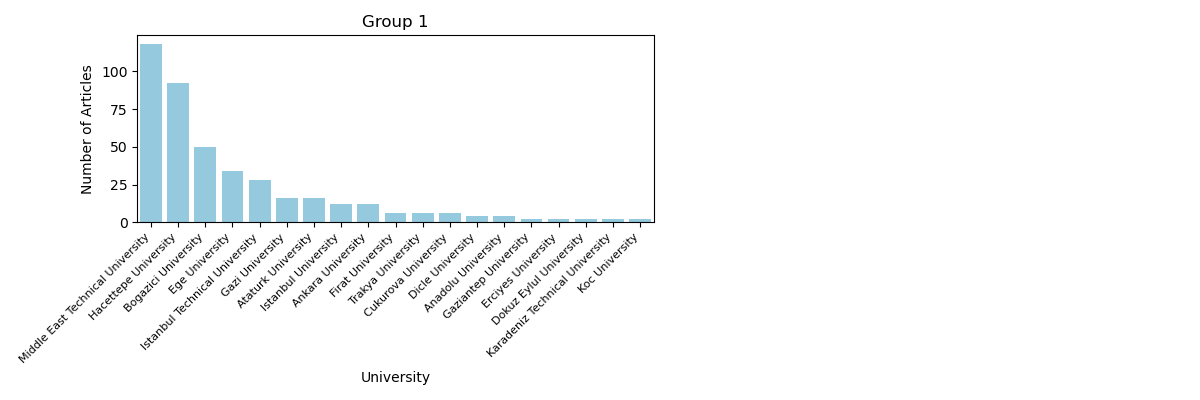 Group 1
Number of Articles
100
75
50
25
0
Middle East Technical University
Hacettepe University
Bogazici University
Ege University
Istanbul Technical University
Gazi University
Ataturk University
Istanbul University
Ankara University
Firat University
Trakya University
Cukurova University
Dicle University
Anadolu University
Gaziantep University
Erciyes University
Dokuz Eylul University
Karadeniz Technical University
Koc University
University